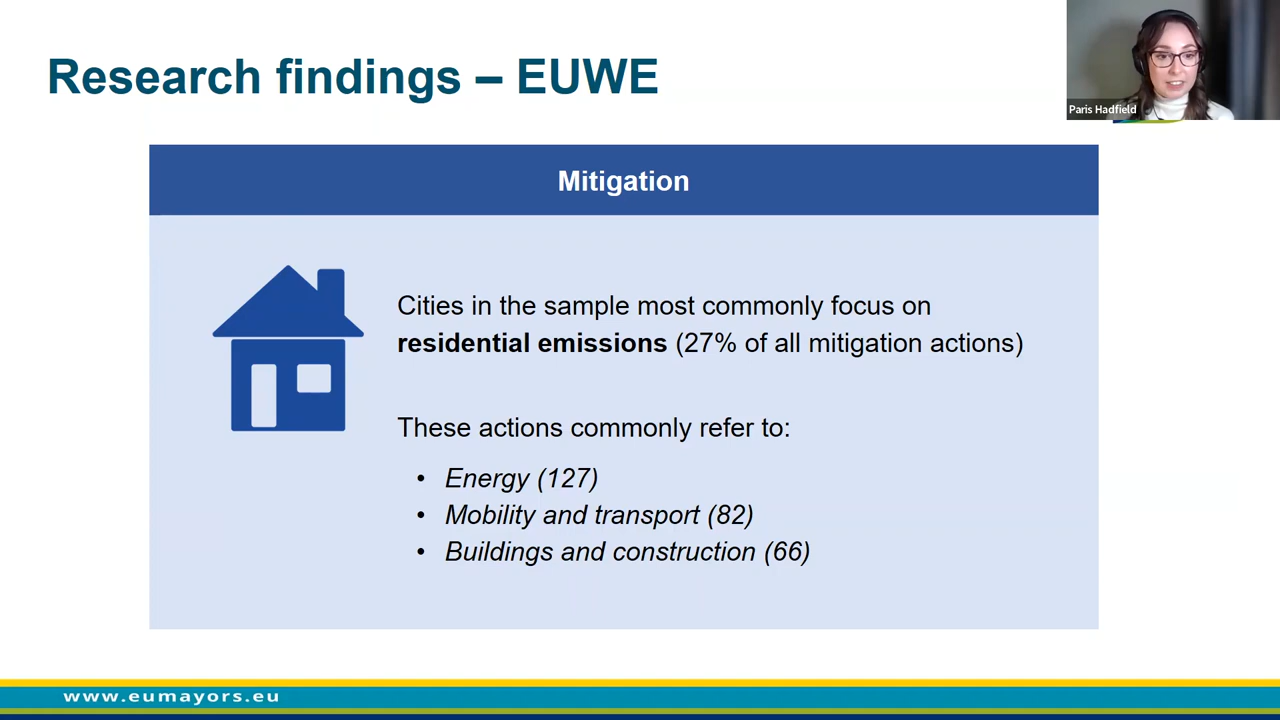 Research findings – EUWE
Paris Hadfield
Mitigation
Cities in the sample most commonly focus on
residential emissions (27% of all mitigation actions)
These actions commonly refer to:
• Energy (127)
• Mobility and transport (82)
• Buildings and construction (66)
www.eumayors.eu